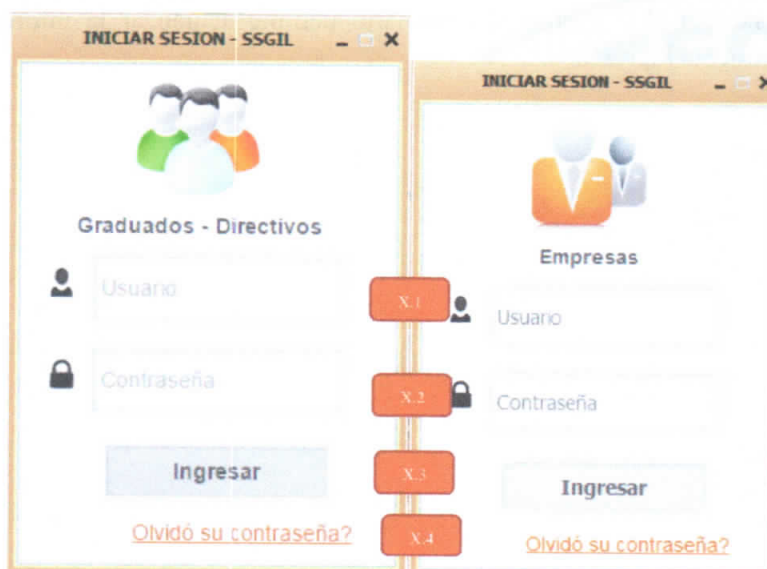 INICIAR SESION - SSGIL
Graduados - Directivos
Usuario
Contraseña
Ingresar
Olvidó su contraseña?
X.1
X.2
X.3
X.4
INICIAR SESION - SSGIL
Empresas
Usuario
Contraseña
Ingresar
Olvidó su contraseña?